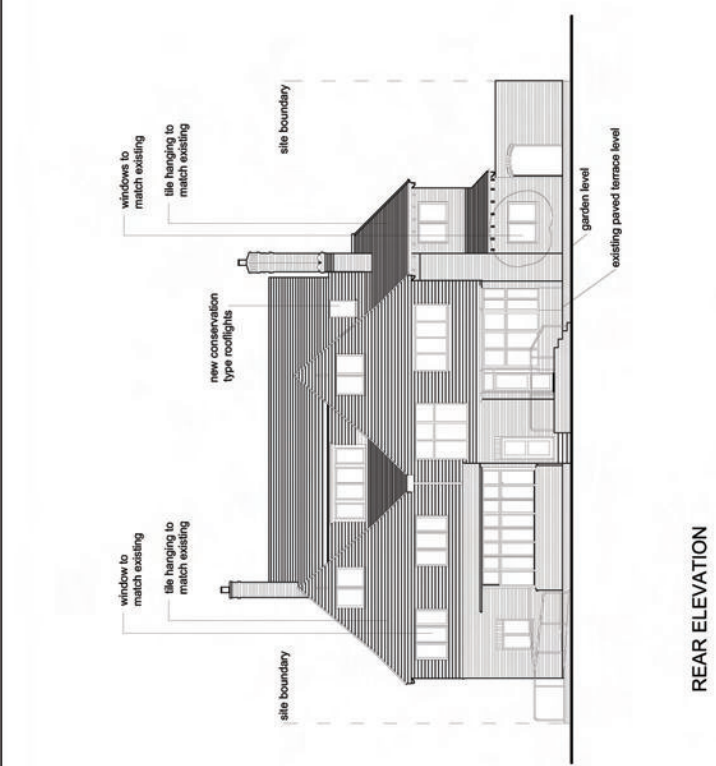 window to
match existing
tile hanging to
match existing
new conservation
type rooflights
windows to
match existing
tile hanging to
match existing
site boundary
site boundary
garden level
existing paved terrace level
REAR ELEVATION